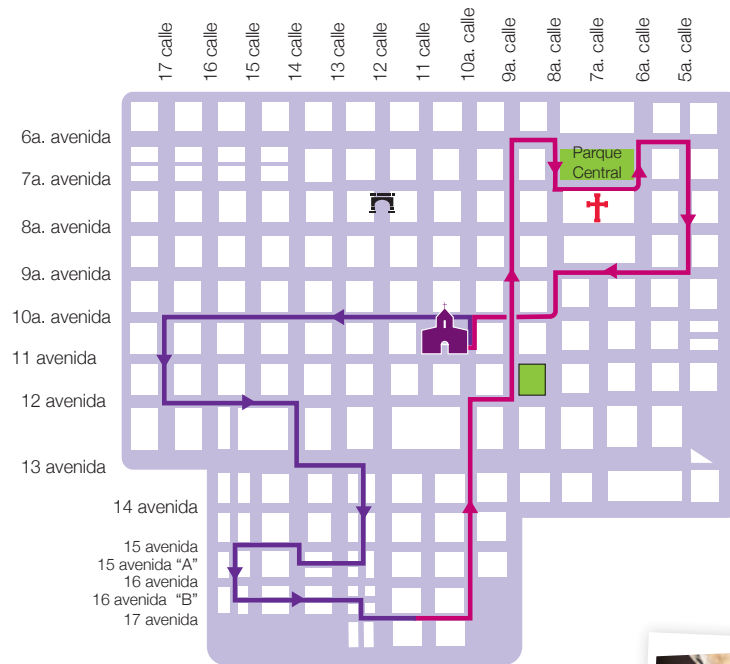 17 calle
16 calle
15 calle
14 calle
13 calle
12 calle
11 calle
10a. calle
9a. calle
8a. calle
7a. calle
6a. calle
5a. calle
6a. avenida
7a. avenida
8a. avenida
9a. avenida
10a. avenida
11 avenida
12 avenida
13 avenida
14 avenida
15 avenida
15 avenida “A”
16 avenida
16 avenida “B”
17 avenida
Parque
Central